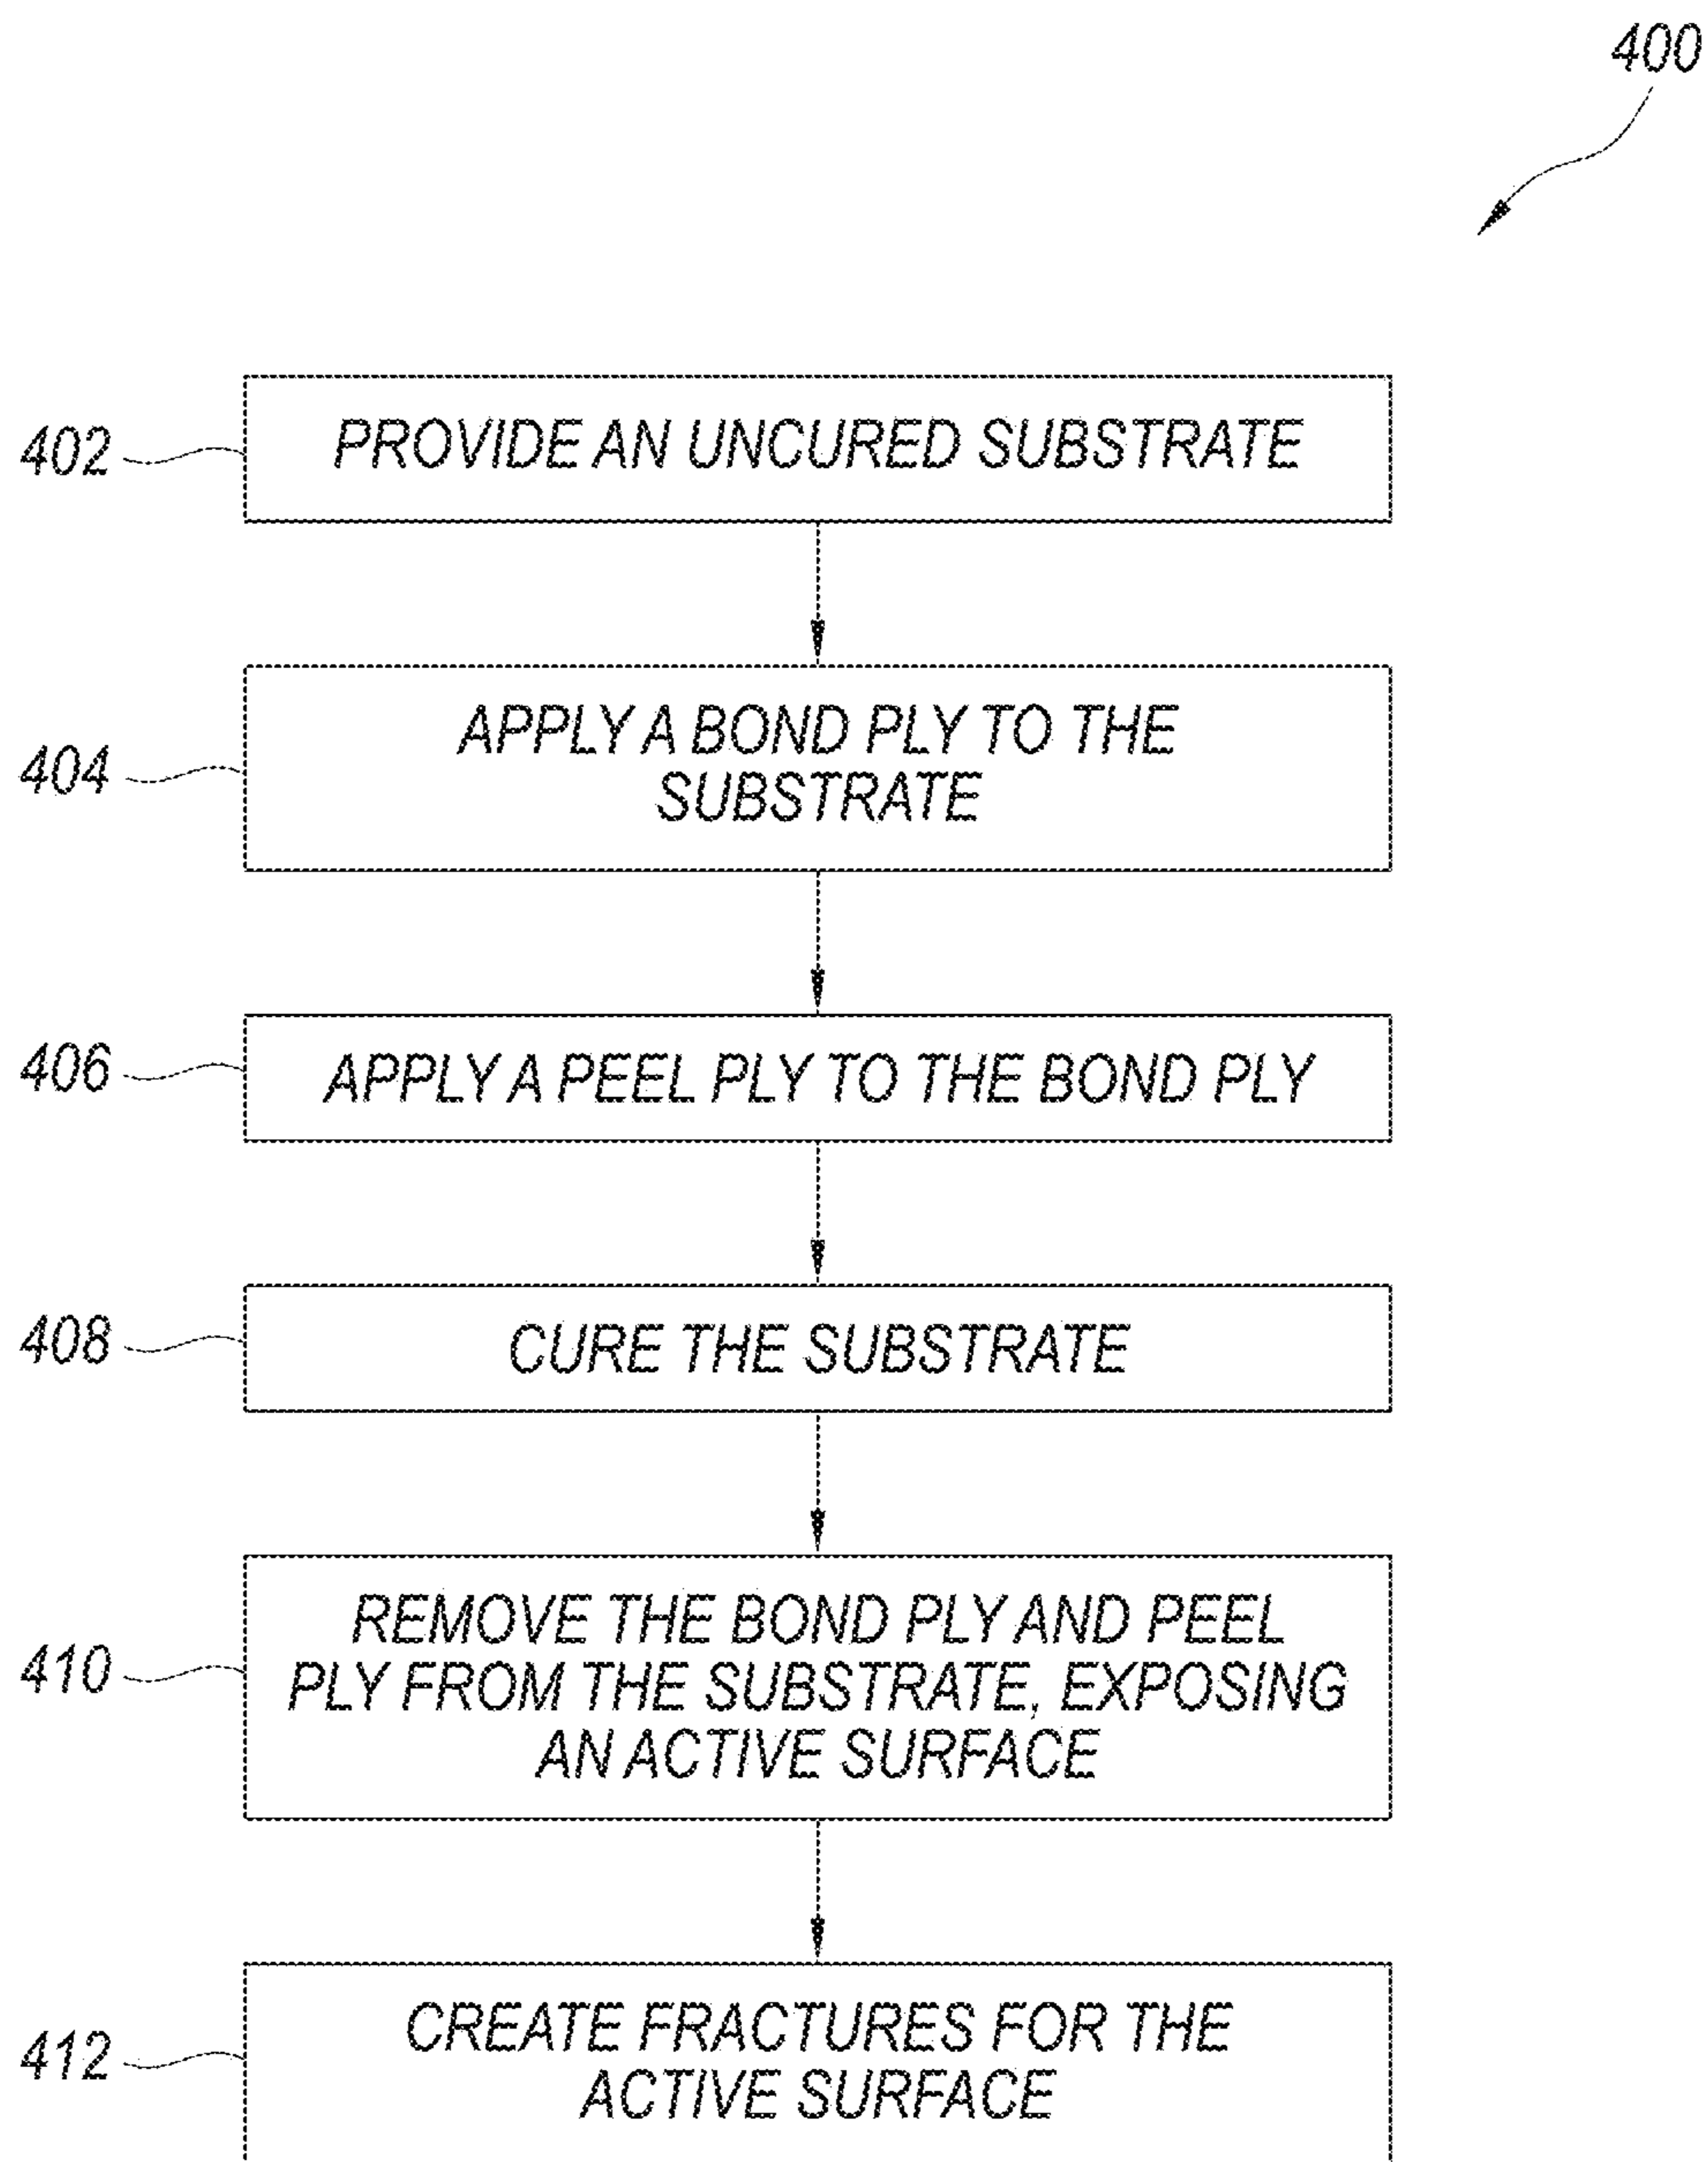 400
402
PROVIDE AN UNCURED SUBSTRATE
404
APPLY A BOND PLY TO THE
SUBSTRATE
406
APPLY A PEEL PLY TO THE BOND PLY
408
CURE THE SUBSTRATE
410
REMOVE THE BOND PLY AND PEEL
PLY FROM THE SUBSTRATE, EXPOSING
AN ACTIVE SURFACE
412
CREATE FRACTURES FOR THE
ACTIVE SURFACE